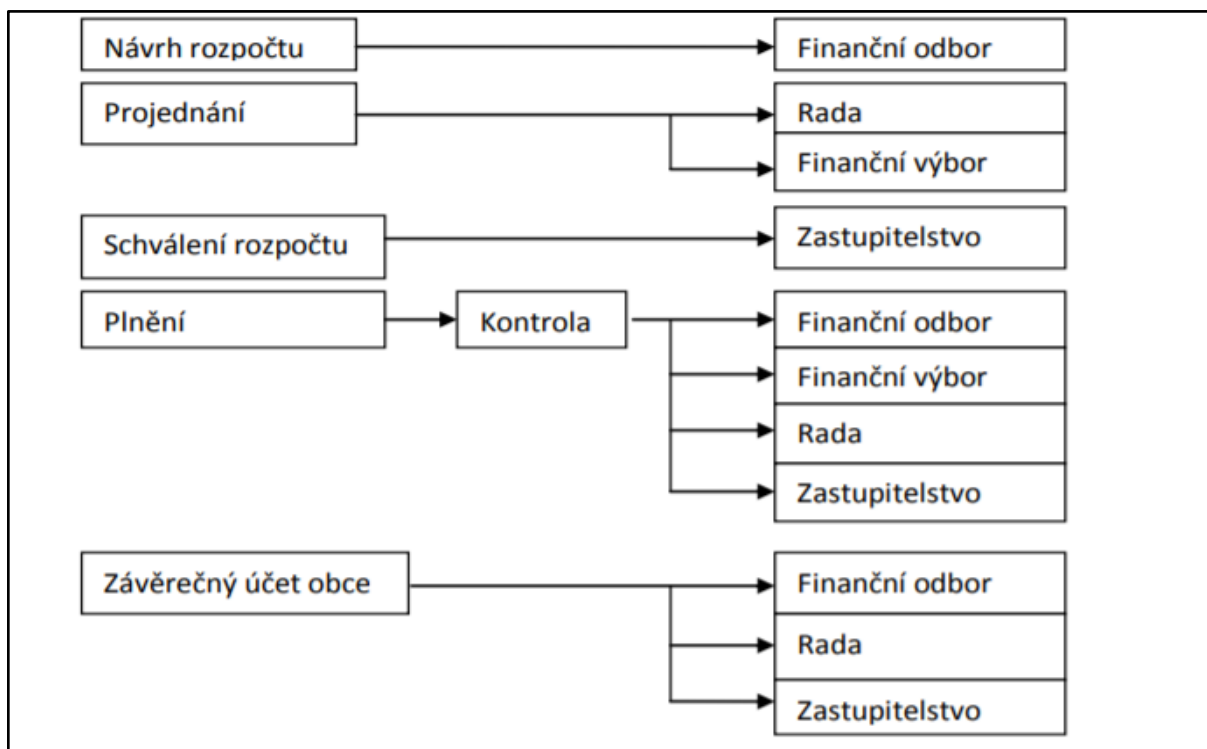 Návrh rozpočtu
Finanční odbor
Projednání
Rada
Finanční výbor
Schválení rozpočtu
Zastupitelstvo
Plnění
Kontrola
Finanční odbor
Finanční výbor
Rada
Zastupitelstvo
Závěrečný účet obce
Finanční odbor
Rada
Zastupitelstvo